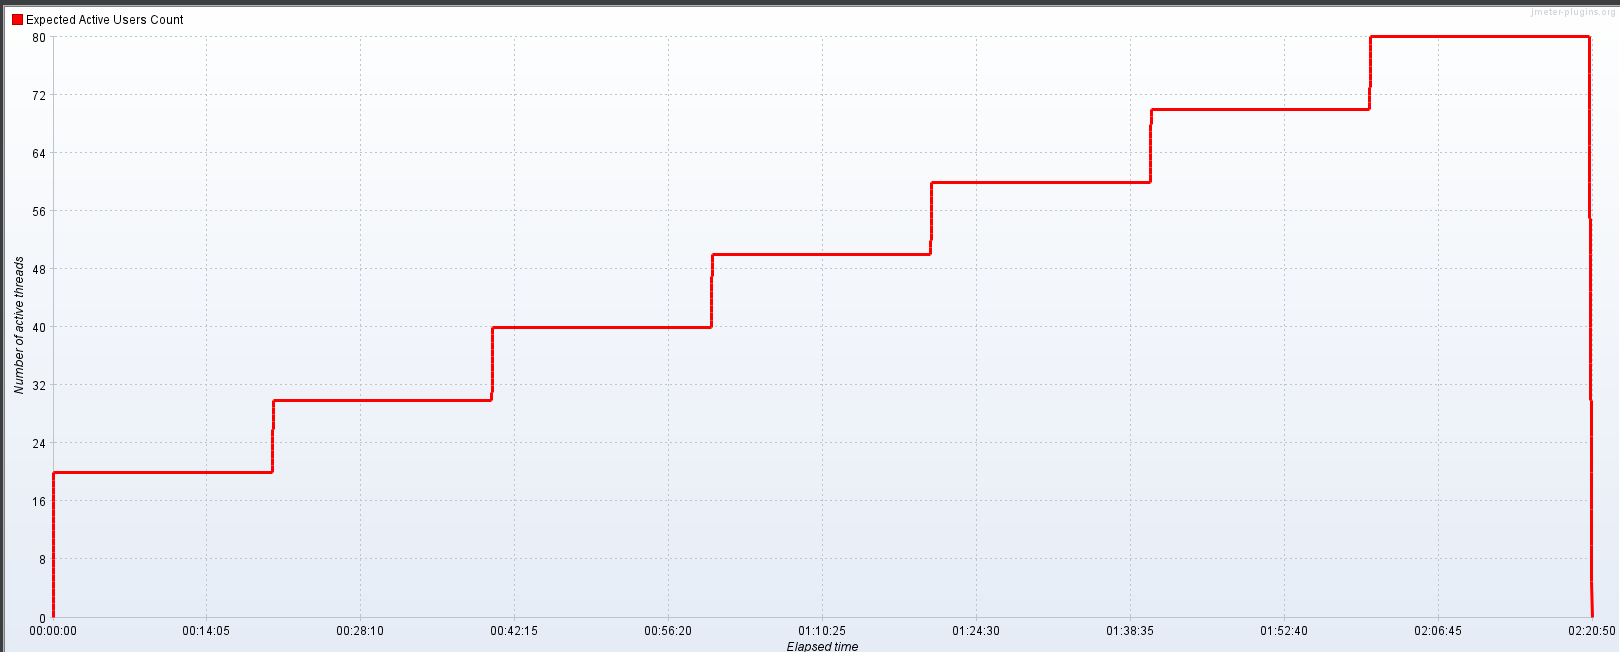 jmeter-plugins.org
Expected Active Users Count
80
72
64
56
48
40
32
24
16
8
0
Number of active threads
00:00:00 00:14:05 00:28:10 00:42:15 00:56:20 01:10:25 01:24:30 01:38:35 01:52:40 02:06:45 02:20:50
Elapsed time